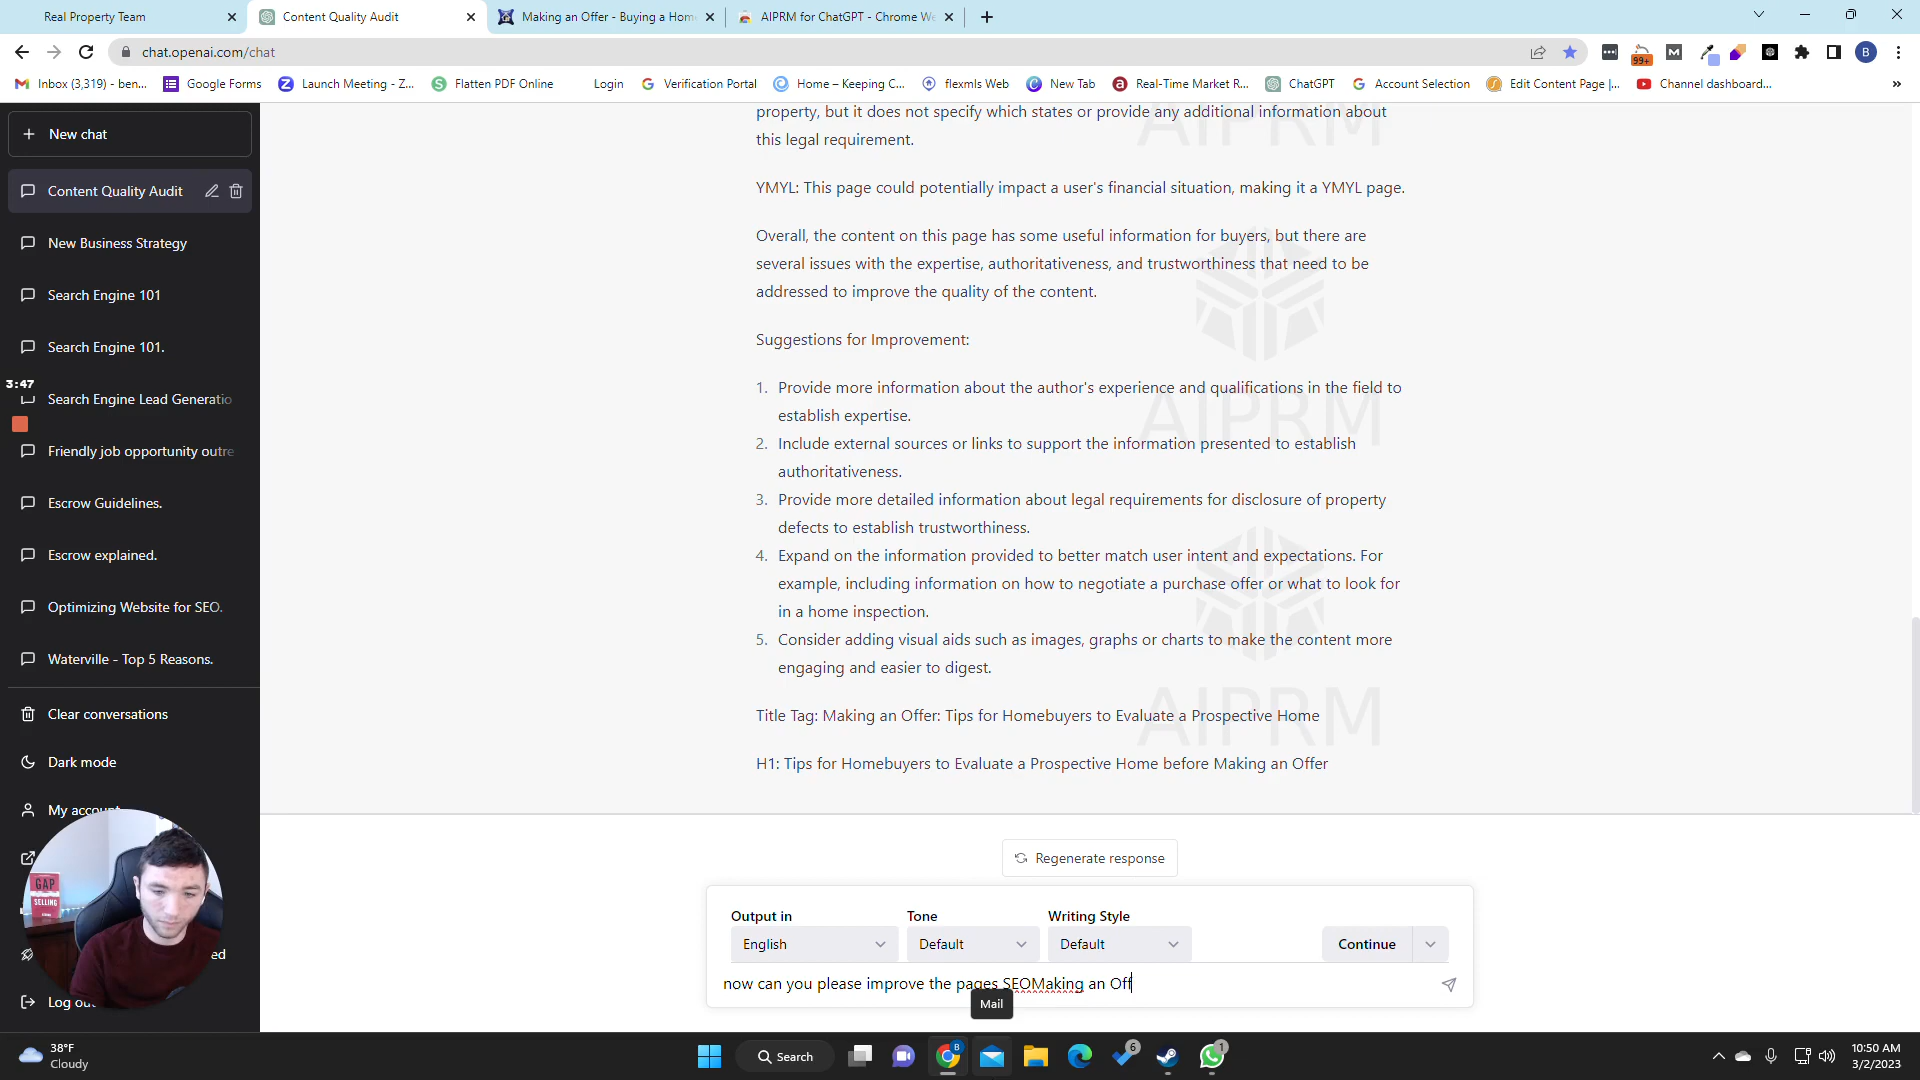 Real Property Team
Content Quality Audit
Making an Offer - Buying a Hom
AIPRM for ChatGPT - Chrome We
chat.openai.com/chat
99+
M
B
Inbox (3,319) - ben...
Google Forms
Launch Meeting - Z...
Flatten PDF Online
Login
Verification Portal
Home – Keeping C...
flexmls Web
New Tab
Real-Time Market R...
ChatGPT
Account Selection
Edit Content Page |...
Channel dashboard...
»
New chat
Content Quality Audit
New Business Strategy
Search Engine 101
Search Engine 101.
3:47
Search Engine Lead Generatio
Friendly job opportunity outre
Escrow Guidelines.
Escrow explained.
Optimizing Website for SEO.
Waterville - Top 5 Reasons.
Clear conversations
Dark mode
My account
ed
Log out
GAP
SELLING
property, but it does not specify which states or provide any additional information about
this legal requirement.
YMYL: This page could potentially impact a user's financial situation, making it a YMYL page.
Overall, the content on this page has some useful information for buyers, but there are
several issues with the expertise, authoritativeness, and trustworthiness that need to be
addressed to improve the quality of the content.
Suggestions for Improvement:
1. Provide more information about the author's experience and qualifications in the field to
establish expertise.
2. Include external sources or links to support the information presented to establish
authoritativeness.
3. Provide more detailed information about legal requirements for disclosure of property
defects to establish trustworthiness.
4. Expand on the information provided to better match user intent and expectations. For
example, including information on how to negotiate a purchase offer or what to look for
in a home inspection.
5. Consider adding visual aids such as images, graphs or charts to make the content more
engaging and easier to digest.
Title Tag: Making an Offer: Tips for Homebuyers to Evaluate a Prospective Home
H1: Tips for Homebuyers to Evaluate a Prospective Home before Making an Offer
AIPRM
AIPRM
AIPRM
Regenerate response
Output in
Tone
Writing Style
English
Default
Default
Continue
now can you please improve the pages SEOMaking an Off
Mail
38°F
Cloudy
Search
B
6
1
10:50 AM
3/2/2023